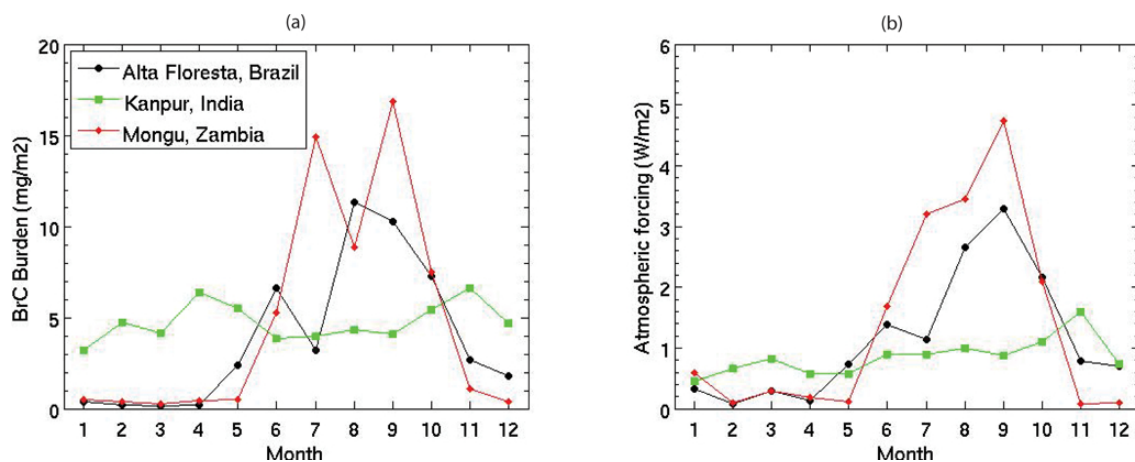 (a)
20
15
10
5
0
BrC Burden (mg/m2)
Alta Floresta, Brazil
Kanpur, India
Mongu, Zambia
1 2 3 4 5 6 7 8 9 10 11 12
Month
(b)
6
5
4
3
2
1
0
Atmospheric forcing (W/m2)
1 2 3 4 5 6 7 8 9 10 11 12
Month